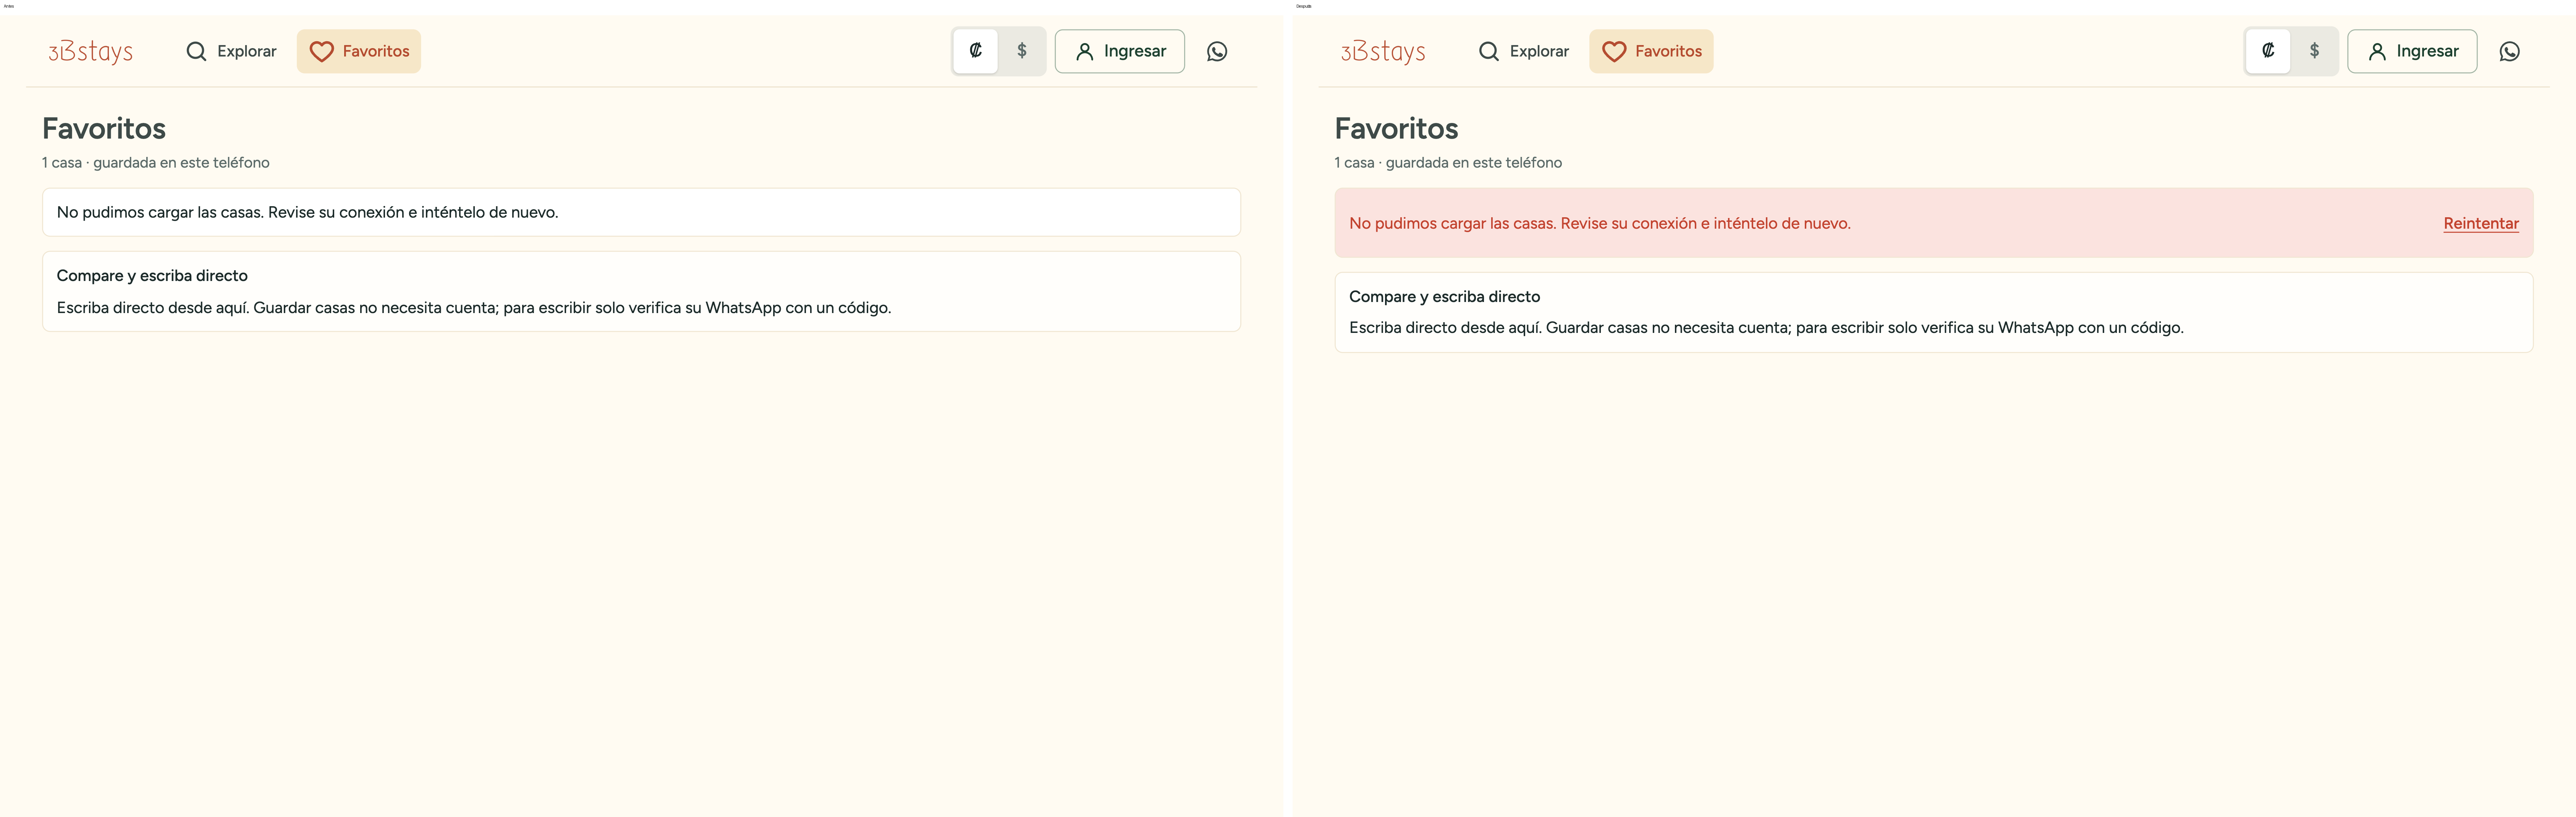 Antes
3Bstays
Explorar
Favoritos
₡
$
Ingresar
Favoritos
1 casa · guardada en este teléfono
No pudimos cargar las casas. Revise su conexión e inténtelo de nuevo.
Compare y escriba directo
Escriba directo desde aquí. Guardar casas no necesita cuenta; para escribir solo verifica su WhatsApp con un código.
Después
3Bstays
Explorar
Favoritos
₡
$
Ingresar
Favoritos
1 casa · guardada en este teléfono
No pudimos cargar las casas. Revise su conexión e inténtelo de nuevo.
Reintentar
Compare y escriba directo
Escriba directo desde aquí. Guardar casas no necesita cuenta; para escribir solo verifica su WhatsApp con un código.